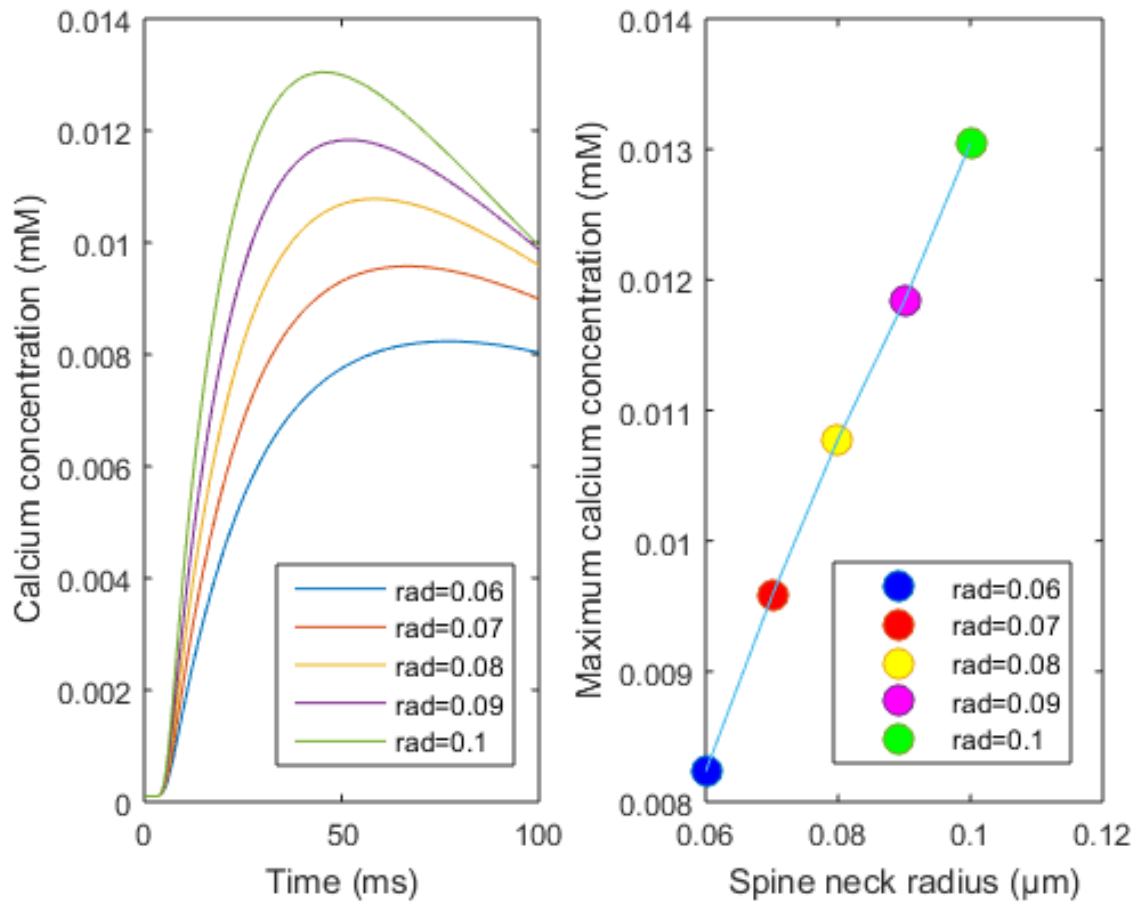 0.014
0.012
0.01
0.008
0.006
0.004
0.002
0
Calcium concentration (mM)
0
50
100
Time (ms)
rad=0.06
rad=0.07
rad=0.08
rad=0.09
rad=0.1
0.014
0.013
0.012
0.011
0.01
0.009
0.008
Maximum calcium concentration (mM)
0.06
0.08
0.1
0.12
Spine neck radius (μm)
rad=0.06
rad=0.07
rad=0.08
rad=0.09
rad=0.1